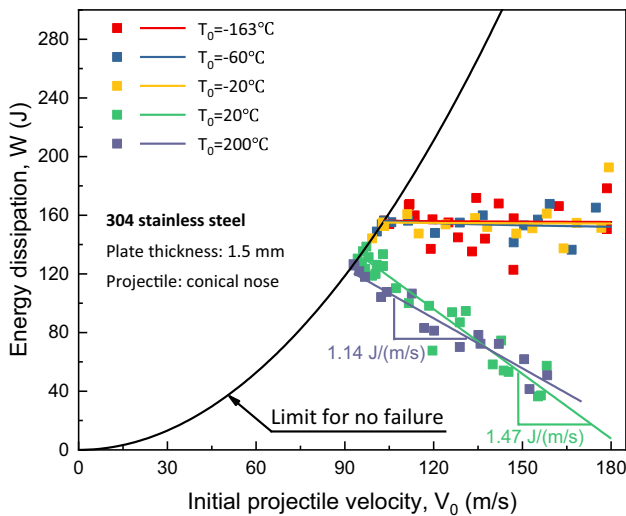 T₀=-163°C
T₀=-60°C
T₀=-20°C
T₀=20°C
T₀=200°C
304 stainless steel
Plate thickness: 1.5 mm
Projectile: conical nose
1.14 J/(m/s)
1.47 J/(m/s)
Limit for no failure
Energy dissipation, W (J)
280
240
200
160
120
80
40
0
0
30
60
90
120
150
180
Initial projectile velocity, V₀ (m/s)